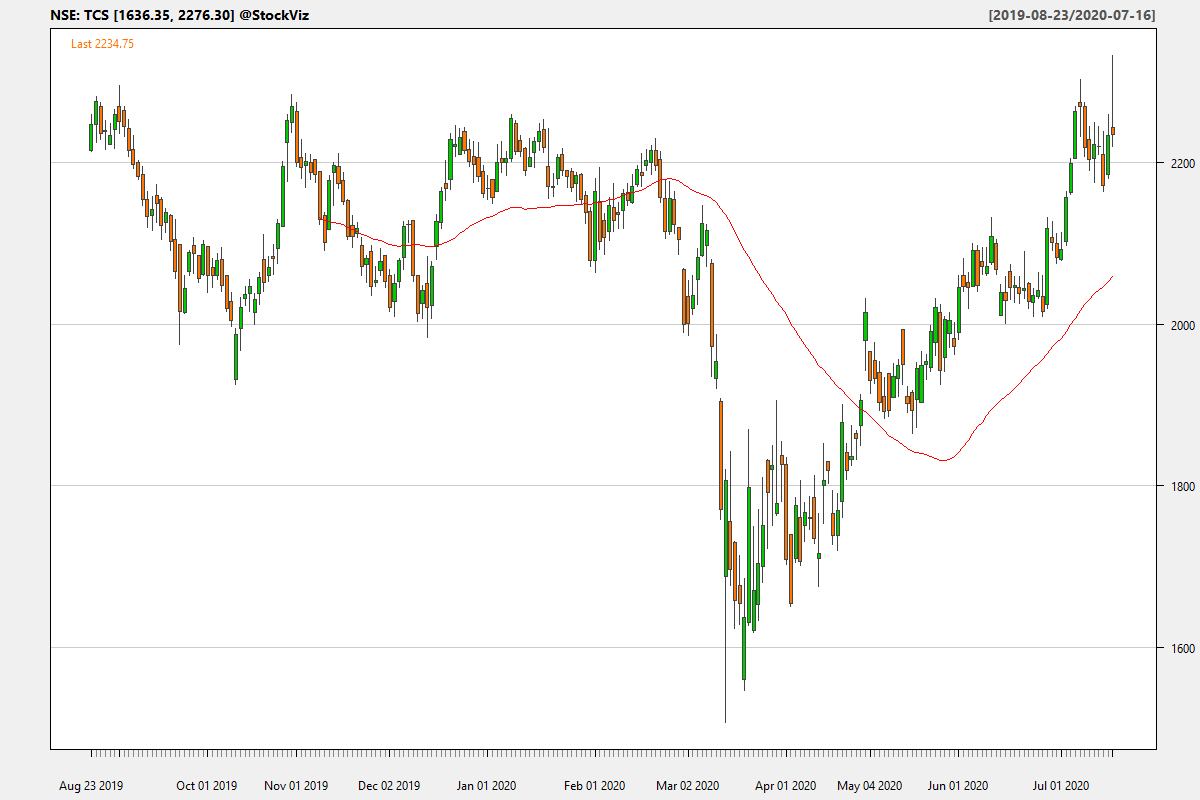 NSE: TCS [1636.35, 2276.30] @StockViz
[2019-08-23/2020-07-16]
Last 2234.75
2200
2000
1800
1600
Aug 23 2019
Oct 01 2019
Nov 01 2019
Dec 02 2019
Jan 01 2020
Feb 01 2020
Mar 02 2020
Apr 01 2020
May 04 2020
Jun 01 2020
Jul 01 2020